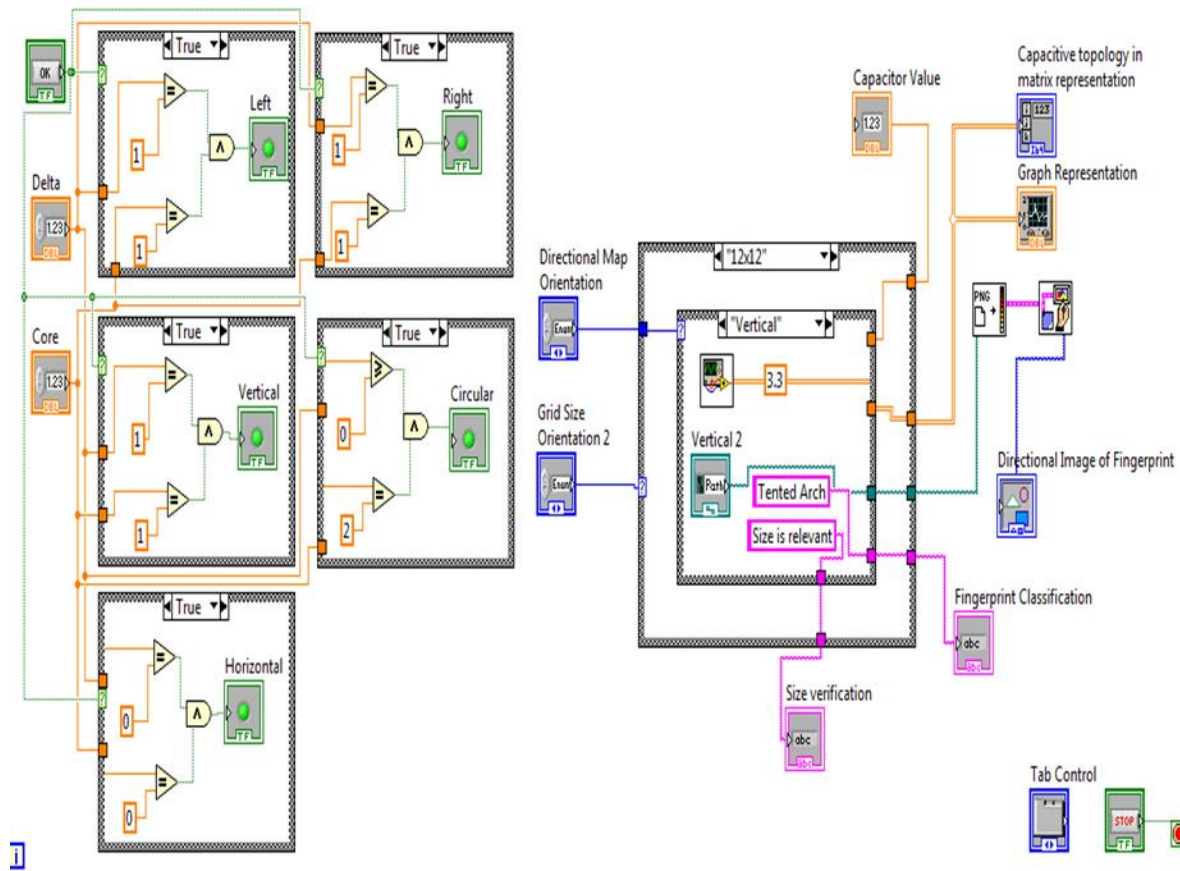 True
True
OK
TF
Left
Right
1
1
TF
TF
Delta
1.23
DBL
1
1
Core
1.23
DBL
True
True
Vertical
Circular
1
0
TF
TF
1
2
True
Horizontal
0
TF
0
i
Capacitor Value
1.23
DBL
Capacitive topology in
matrix representation
123
Graph Representation
DBL
"12x12"
Directional Map
Orientation
Enum
"Vertical"
PNG
3.3
Grid Size
Orientation 2
Enum
Vertical 2
Path
Tented Arch
Size is relevant
Directional Image of Fingerprint
Fingerprint Classification
abc
abc
Size verification
abc
abc
Tab Control
STOP
TF